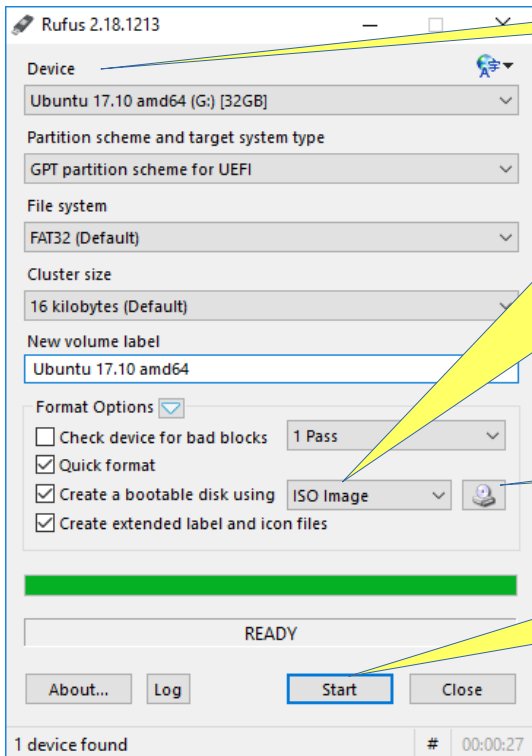 Rufus 2.18.1213
Device
Ubuntu 17.10 amd64 (G:) [32GB]
Partition scheme and target system type
GPT partition scheme for UEFI
File system
FAT32 (Default)
Cluster size
16 kilobytes (Default)
New volume label
Ubuntu 17.10 amd64
Format Options
Check device for bad blocks 1 Pass
Quick format
Create a bootable disk using ISO Image
Create extended label and icon files
READY
About... Log Start Close
1 device found # 00:00:27